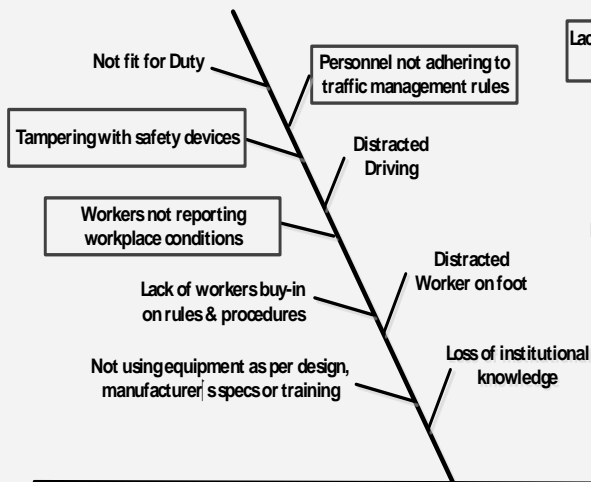 Not fit for Duty
Personnel not adhering to
traffic management rules
Tampering with safety devices
Distracted
Driving
Workers not reporting
workplace conditions
Distracted
Worker on foot
Lack of workers buy-in
on rules & procedures
Loss of institutional
knowledge
Not using equipment as per design,
manufacturer's specs or training